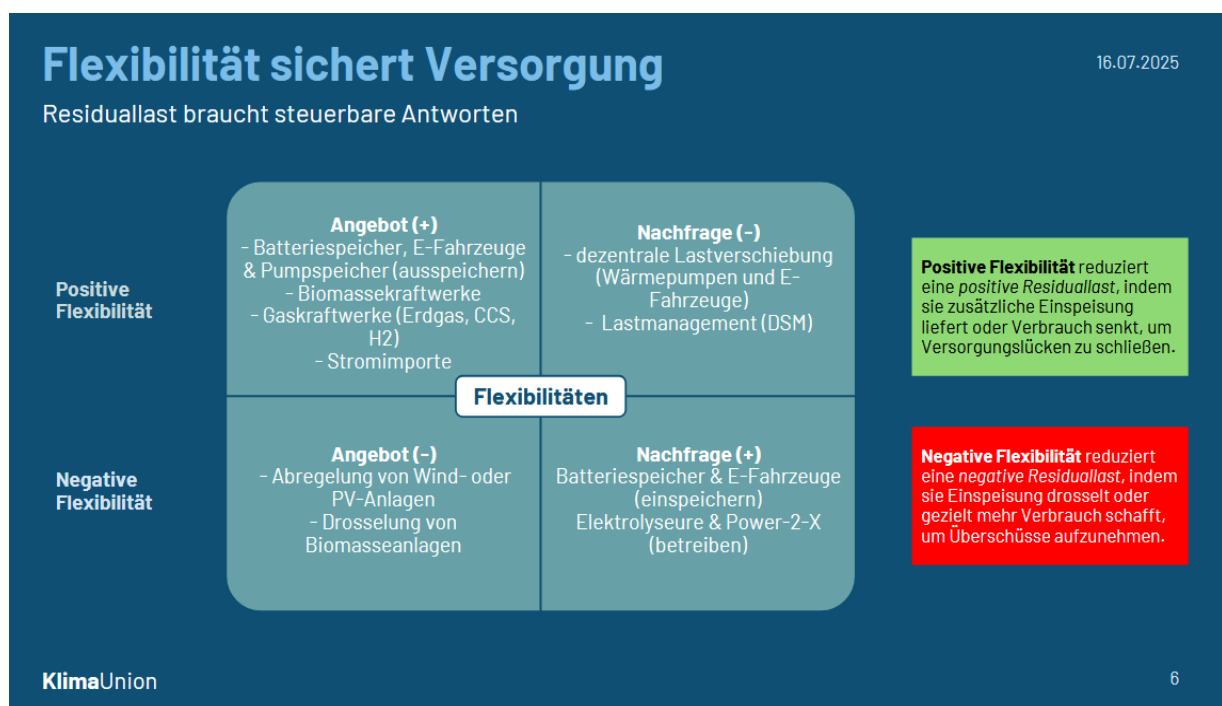 Flexibilität sichert Versorgung
16.07.2025
Residuallast braucht steuerbare Antworten
Positive
Flexibilität
Angebot (+)
- Batteriespeicher, E-Fahrzeuge
& Pumpspeicher (ausspeichern)
- Biomassekraftwerke
- Gaskraftwerke (Erdgas, CCS,
H2)
- Stromimporte
Nachfrage (-)
- dezentrale Lastverschiebung
(Wärmepumpen und E-
Fahrzeuge)
- Lastmanagement (DSM)
Positive Flexibilität reduziert
eine positive Residuallast, indem
sie zusätzliche Einspeisung
liefert oder Verbrauch senkt, um
Versorgungslücken zu schließen.
Flexibilitäten
Negative
Flexibilität
Angebot (-)
- Abregelung von Wind- oder
PV-Anlagen
- Drosselung von
Biomasseanlagen
Nachfrage (+)
Batteriespeicher & E-Fahrzeuge
(einspeichern)
Elektrolyseure & Power-2-X
(betreiben)
Negative Flexibilität reduziert
eine negative Residuallast, indem
sie Einspeisung drosselt oder
gezielt mehr Verbrauch schafft,
um Überschüsse aufzunehmen.
KlimaUnion
6